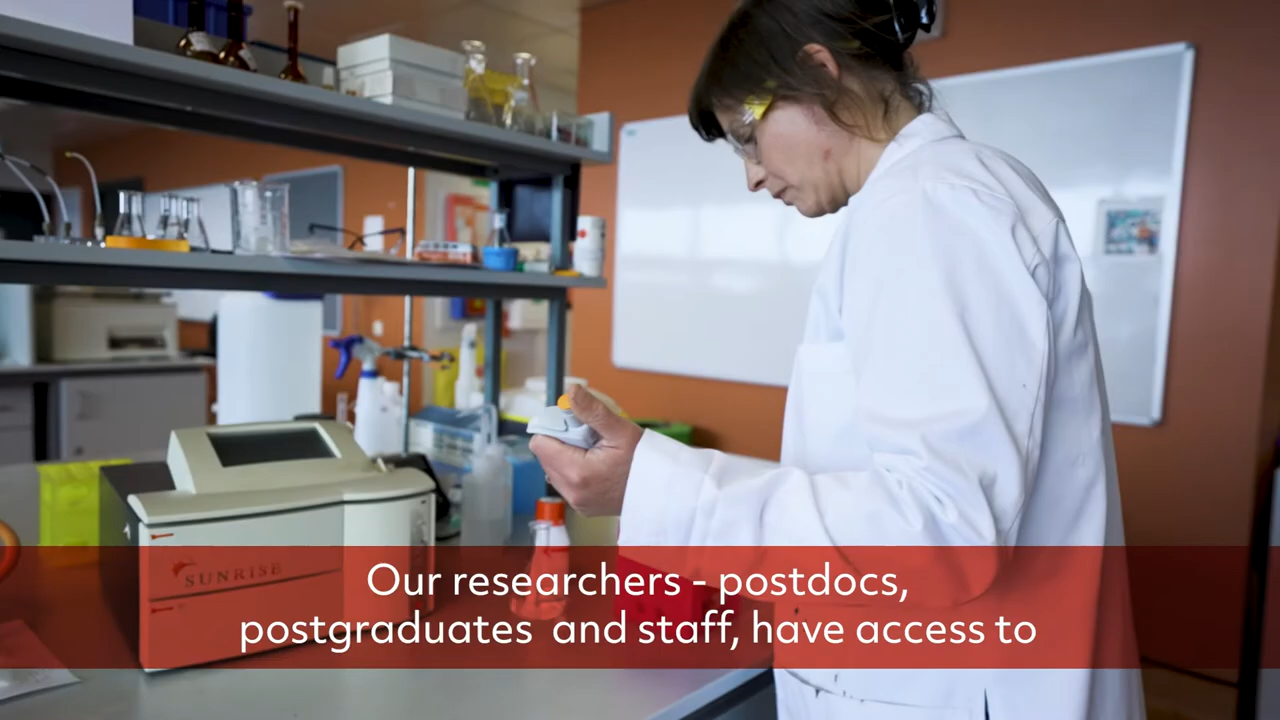 SUNRISE
Our researchers - postdocs,
postgraduates  and staff, have access to